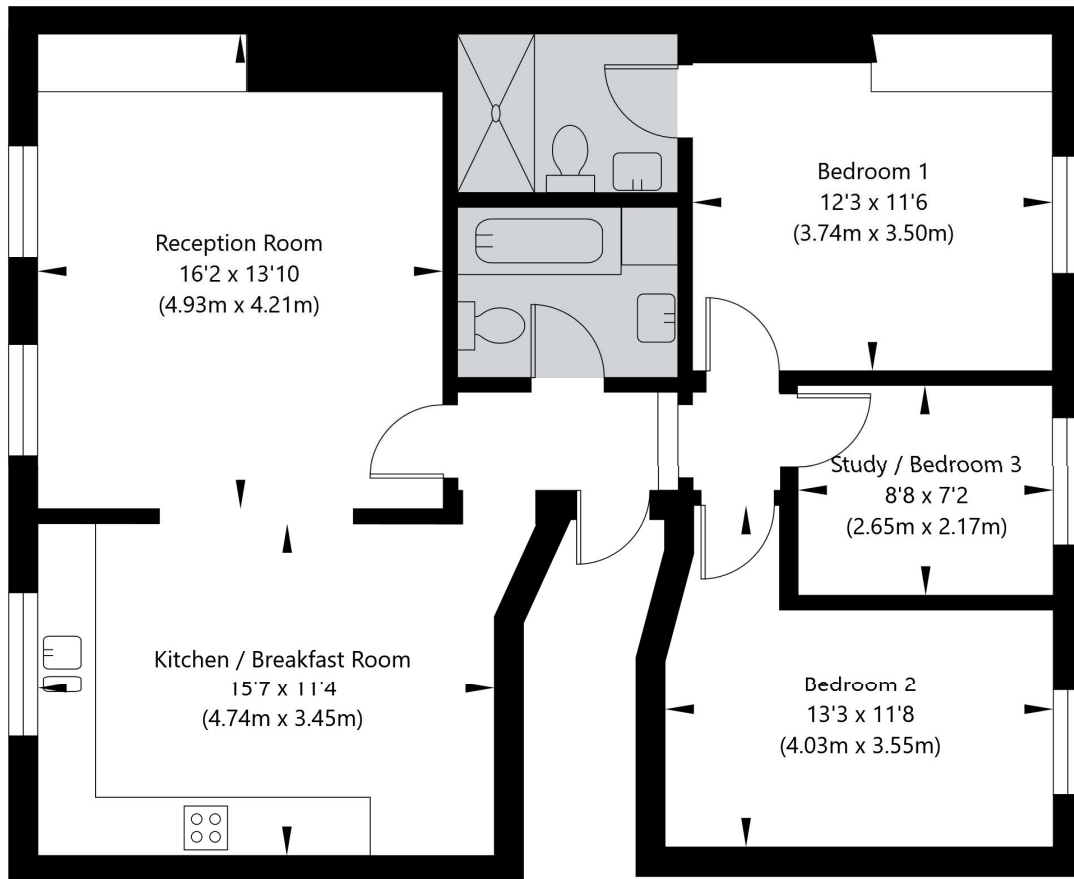 Reception Room
16'2 x 13'10
(4.93m x 4.21m)
Bedroom 1
12'3 x 11'6
(3.74m x 3.50m)
Study / Bedroom 3
8'8 x 7'2
(2.65m x 2.17m)
Kitchen / Breakfast Room
15'7 x 11'4
(4.74m x 3.45m)
Bedroom 2
13'3 x 11'8
(4.03m x 3.55m)